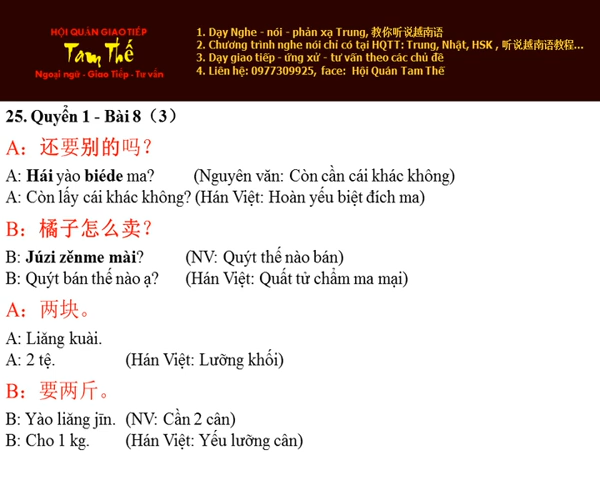 HỘI QUÁN GIAO TIẾP
Tam Thế
Ngoại ngữ - Giao Tiếp - Tư vấn
1. Dạy Nghe - nói - phản xạ Trung, 教你听说越南语
2. Chương trình nghe nói chỉ có tại HQTT: Trung, Nhật, HSK , 听说越南语教程...
3. Dạy giao tiếp - ứng xử - tư vấn theo các chủ đề
4. Liên hệ: 0977309925, face: Hội Quán Tam Thế
25. Quyển 1 - Bài 8（3）
A：还要别的吗？
A: Hái yào biéde ma? (Nguyên văn: Còn cần cái khác không)
A: Còn lấy cái khác không? (Hán Việt: Hoàn yếu biệt đích ma)
B：橘子怎么卖？
B: Júzi zěnme mài? (NV: Quýt thế nào bán)
B: Quýt bán thế nào ạ? (Hán Việt: Quất tử chẩm ma mại)
A：两块。
A: Liăng kuài.
A: 2 tệ. (Hán Việt: Lưỡng khối)
B：要两斤。
B: Yào liăng jīn. (NV: Cần 2 cân)
B: Cho 1 kg. (Hán Việt: Yếu lưỡng cân)